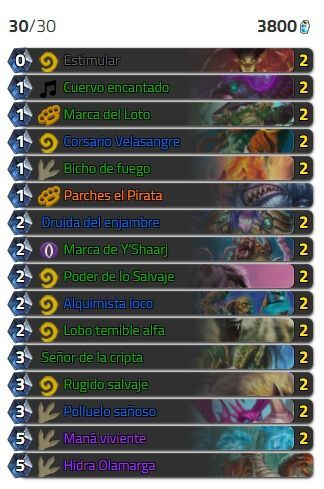 30/30 3800
0 Estimular 2
1 Cuervo encantado 2
1 Marca del Loto 2
1 Corsario Velasangre 2
1 Bicho de fuego 2
1 Parches el Pirata
2 Druida del enjambre 2
2 Marca de Y'Shaarj 2
2 Poder de lo Salvaje 2
2 Alquimista loco 2
2 Lobo temible alfa 2
3 Señor de la cripta 2
3 Rugido salvaje 2
3 Polluelo sañoso 2
5 Maná viviente 2
5 Hidra Olamarga